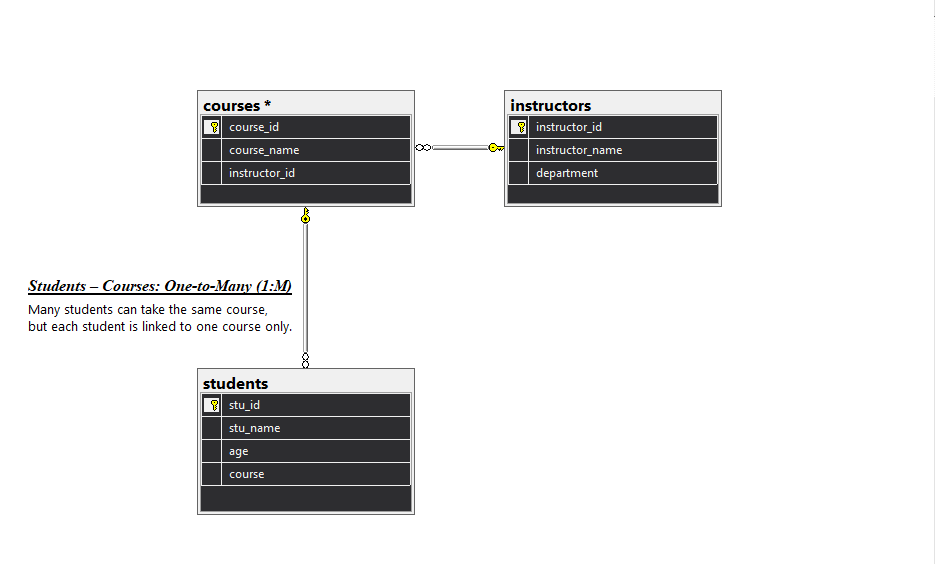 courses *
course_id
course_name
instructor_id
instructors
instructor_id
instructor_name
department
Students – Courses: One-to-Many (1:M)
Many students can take the same course,
but each student is linked to one course only.
students
stu_id
stu_name
age
course